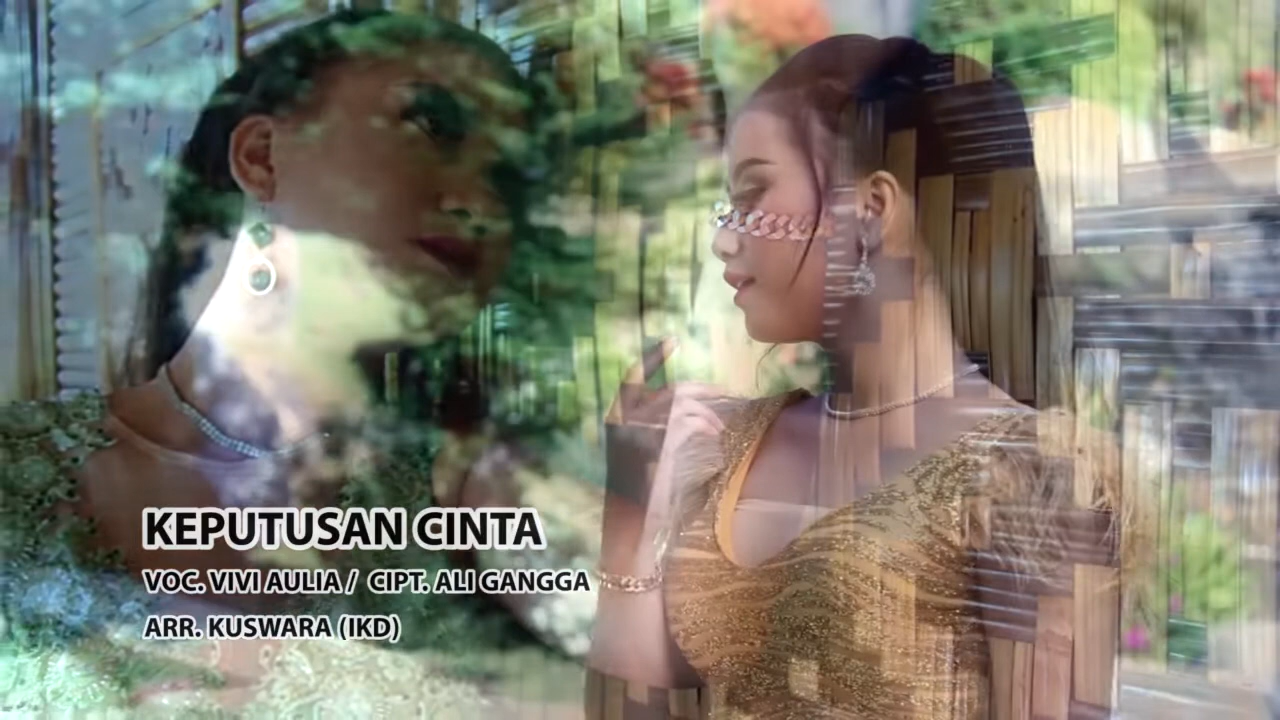 KEPUTUSAN CINTA
VOC. VIVI AULIA / CIPT. ALI GANGGA
ARR. KUSWARA (IKD)